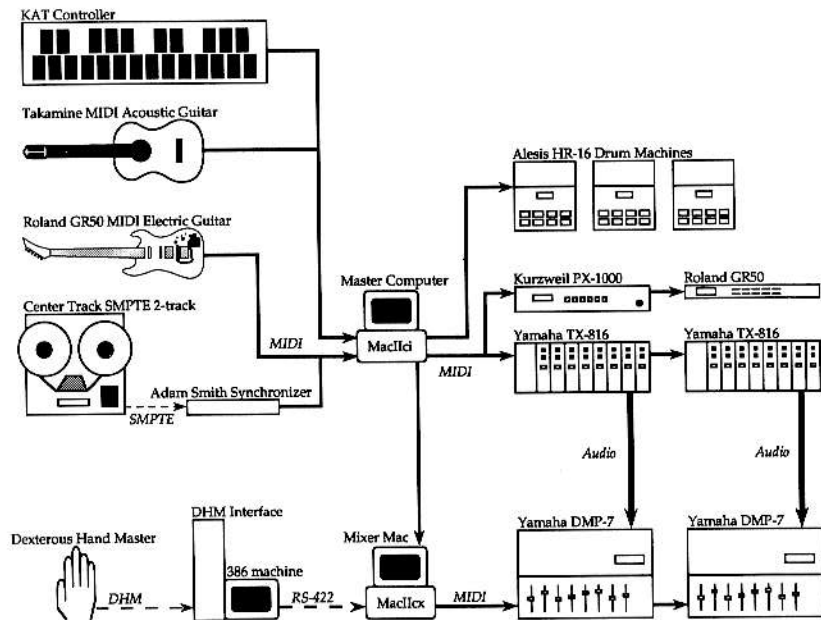 KAT Controller
Takamine MIDI Acoustic Guitar
Alesis HR-16 Drum Machines
Roland GR50 MIDI Electric Guitar
Master Computer
Kurzweil PX-1000
Roland GR50
Center Track SMPTE 2-track
MIDI
MacIIci
MIDI
Yamaha TX-816
Yamaha TX-816
Adam Smith Synchronizer
SMPTE
Audio
Audio
DHM Interface
Dexterous Hand Master
Mixer Mac
Yamaha DMP-7
Yamaha DMP-7
386 machine
DHM
RS-422
MacIIcx
MIDI